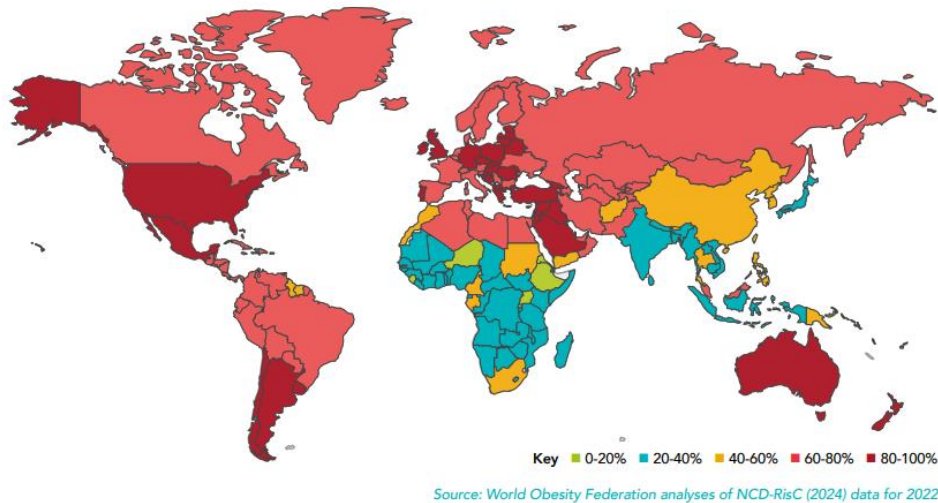 Key 0-20% 20-40% 40-60% 60-80% 80-100%
Source: World Obesity Federation analyses of NCD-RisC (2024) data for 2022